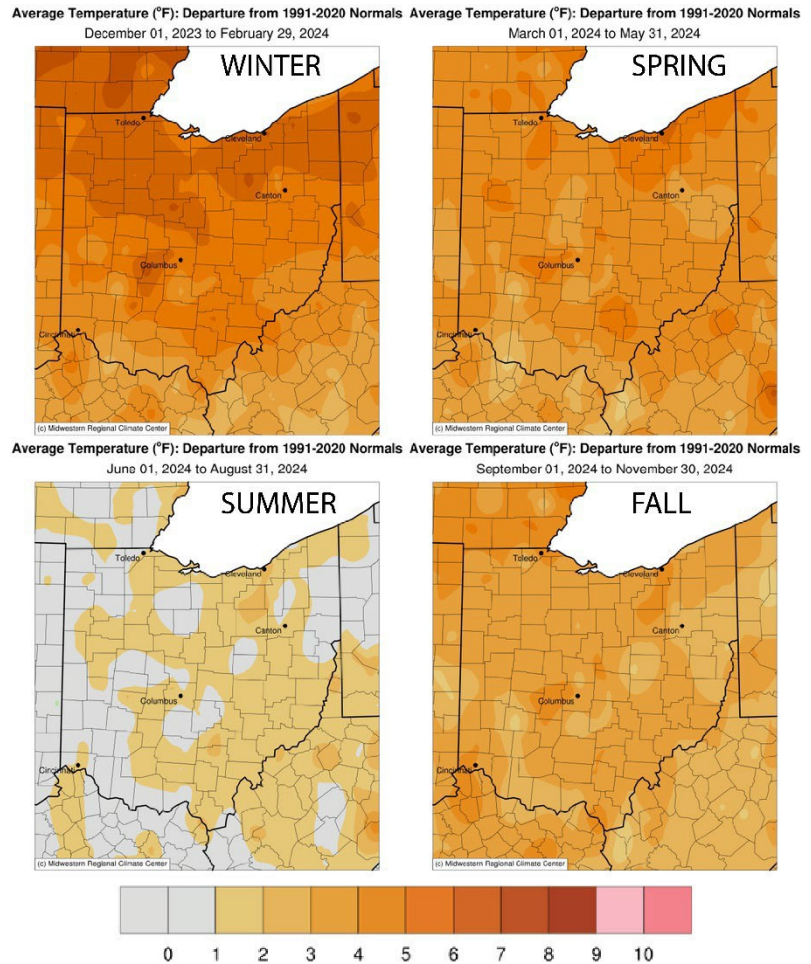 Average Temperature (°F): Departure from 1991-2020 Normals
December 01, 2023 to February 29, 2024
WINTER
Toledo
Cleveland
Canton
Columbus
Cincinnati
(c) Midwestern Regional Climate Center
Average Temperature (°F): Departure from 1991-2020 Normals
March 01, 2024 to May 31, 2024
SPRING
Toledo
Cleveland
Canton
Columbus
Cincinnati
(c) Midwestern Regional Climate Center
Average Temperature (°F): Departure from 1991-2020 Normals
June 01, 2024 to August 31, 2024
SUMMER
Toledo
Cleveland
Canton
Columbus
Cincinnati
(c) Midwestern Regional Climate Center
Average Temperature (°F): Departure from 1991-2020 Normals
September 01, 2024 to November 30, 2024
FALL
Toledo
Cleveland
Canton
Columbus
Cincinnati
(c) Midwestern Regional Climate Center
0 1 2 3 4 5 6 7 8 9 10